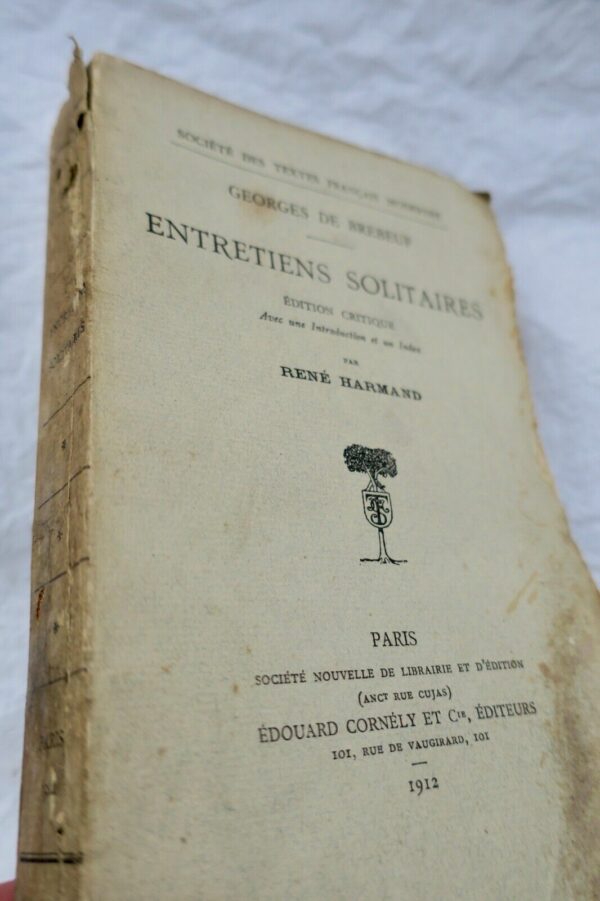 SOCIÉTÉ DES TEXTES FRANÇAIS MODERNES
GEORGES DE BREBEUF
ENTRETIENS SOLITAIRES
ÉDITION CRITIQUE
Avec une Introduction et un Index
PAR
RENÉ HARMAND
PARIS
SOCIÉTÉ NOUVELLE DE LIBRAIRIE ET D'ÉDITION
(ANCT RUE CUJAS)
ÉDOUARD CORNÉLY ET Cie, ÉDITEURS
101, RUE DE VAUGIRARD, 101
1912
PARIS